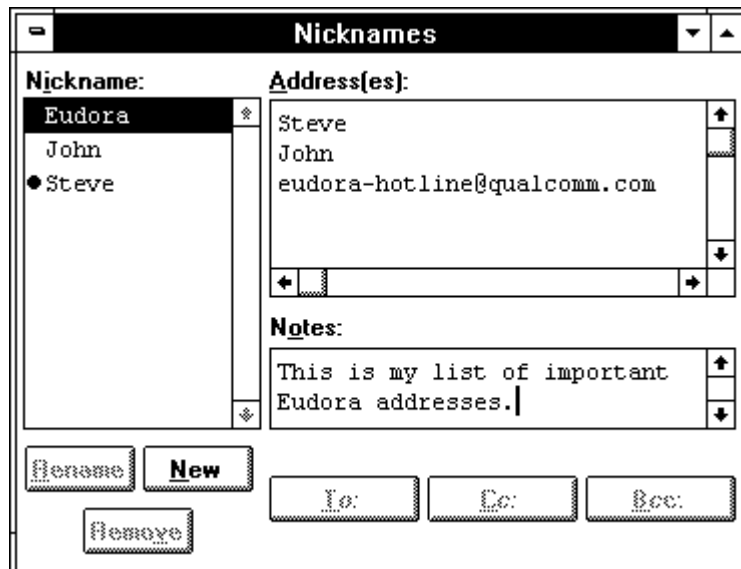 Nicknames
Nickname:
Eudora
John
Steve
Address(es):
Steve
John
eudora-hotline@qualcomm.com
Notes:
This is my list of important
Eudora addresses.
Rename
New
Remove
To:
Cc:
Bcc: